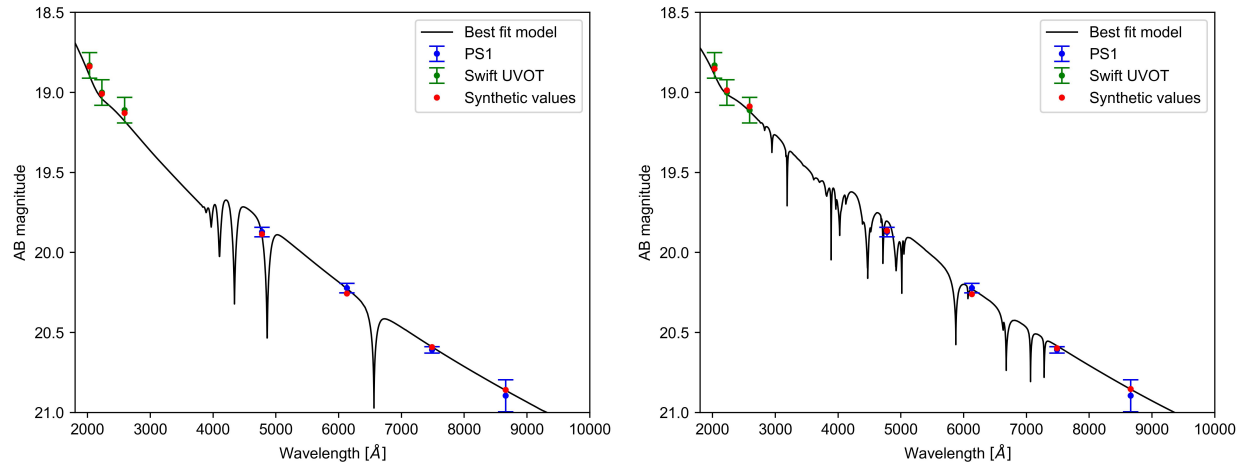 18.5
19.0
19.5
20.0
20.5
21.0
AB magnitude
2000 3000 4000 5000 6000 7000 8000 9000 10000
Wavelength [Å]
Best fit model
PS1
Swift UVOT
Synthetic values
18.5
19.0
19.5
20.0
20.5
21.0
AB magnitude
2000 3000 4000 5000 6000 7000 8000 9000 10000
Wavelength [Å]
Best fit model
PS1
Swift UVOT
Synthetic values